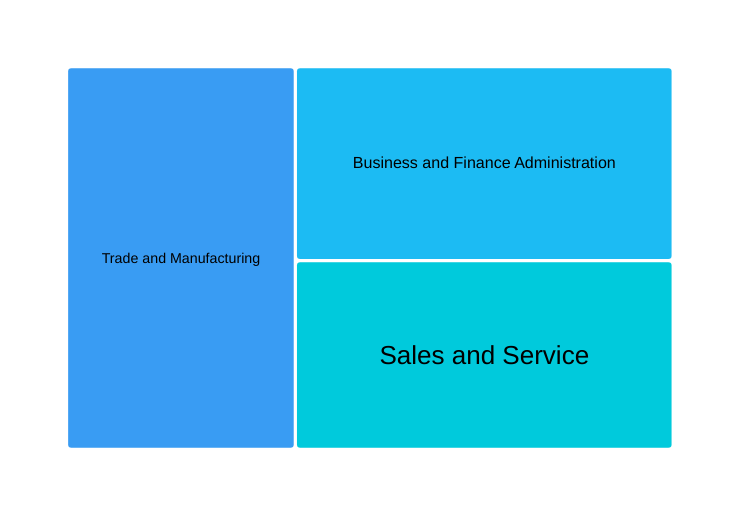 Business and Finance Administration
Trade and Manufacturing
Sales and Service